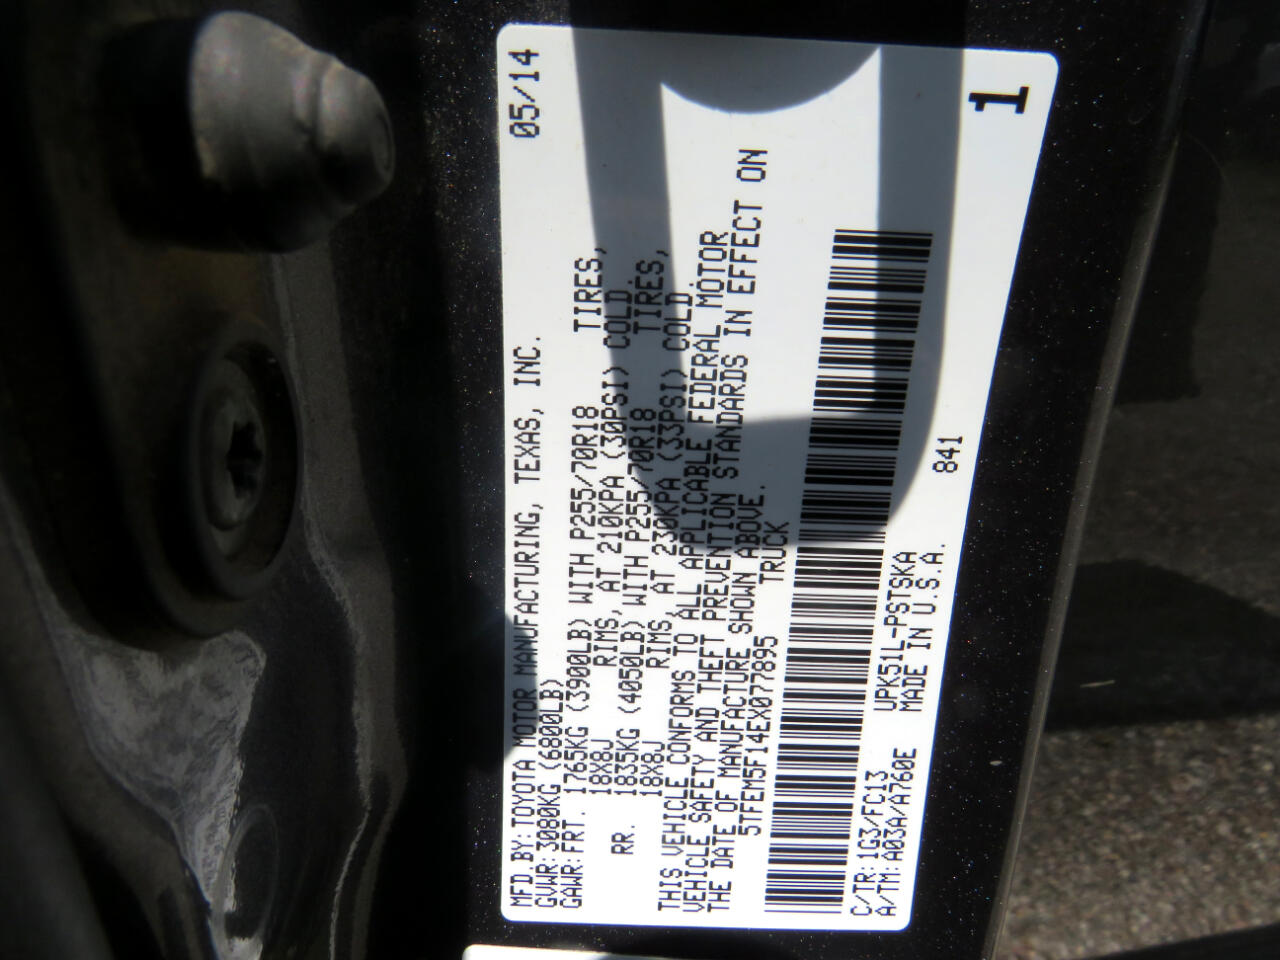 MFD. BY: TOYOTA MOTOR MANUFACTURING, TEXAS, INC. 05/14
GVWR: 3080KG (6800LB)
GAWR: FRT. 1765KG (3900LB) WITH P255/70R18 TIRES,
18X8J RIMS, AT 210KPA (30PSI) COLD.
RR. 1835KG (4050LB) WITH P255/70R18 TIRES,
18X8J RIMS, AT 230KPA (33PSI) COLD.
THIS VEHICLE CONFORMS TO ALL APPLICABLE FEDERAL MOTOR
VEHICLE SAFETY AND THEFT PREVENTION STANDARDS IN EFFECT ON
THE DATE OF MANUFACTURE SHOWN ABOVE.
5TFEM5F14EX077895 TRUCK
C/TR: 1G3/FC13 UPK51L-PSTSKA 841
A/TM: A03A/A760E MADE IN U.S.A.
1